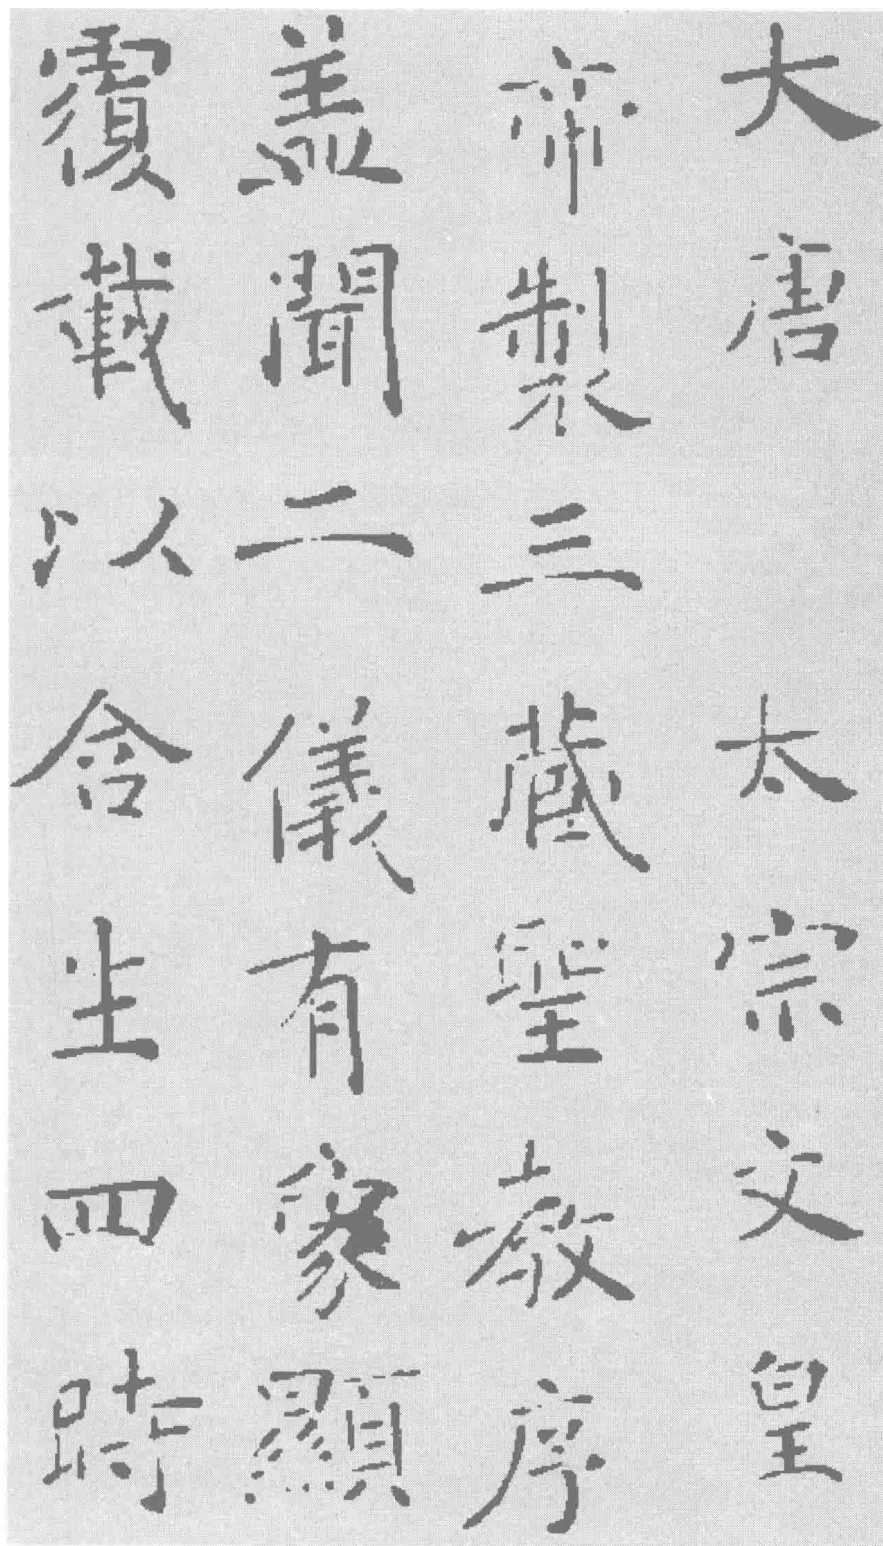 大唐太宗文皇
帝製三藏聖教序
盖聞二儀有象顯
覆載以含生四時